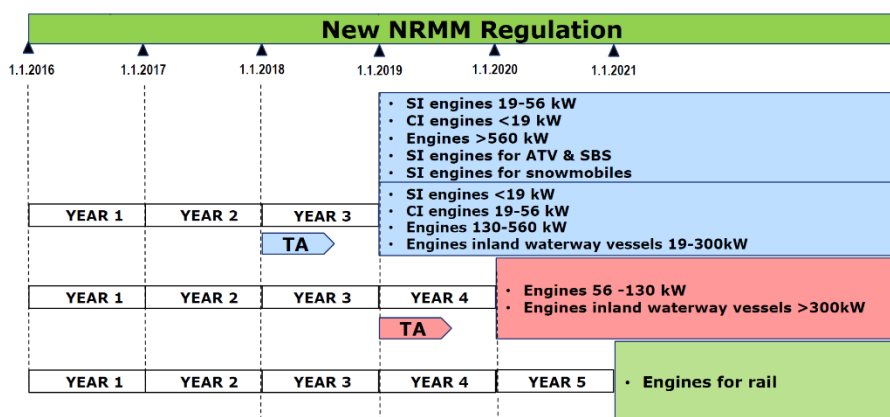 New NRMM Regulation
1.1.2016 1.1.2017 1.1.2018 1.1.2019 1.1.2020 1.1.2021
• SI engines 19-56 kW
• CI engines <19 kW
• Engines >560 kW
• SI engines for ATV & SBS
• SI engines for snowmobiles
• SI engines <19 kW
• CI engines 19-56 kW
• Engines 130-560 kW
• Engines inland waterway vessels 19-300kW
YEAR 1 YEAR 2 YEAR 3
TA
• Engines 56 -130 kW
• Engines inland waterway vessels >300kW
YEAR 1 YEAR 2 YEAR 3 YEAR 4
TA
YEAR 1 YEAR 2 YEAR 3 YEAR 4 YEAR 5
• Engines for rail